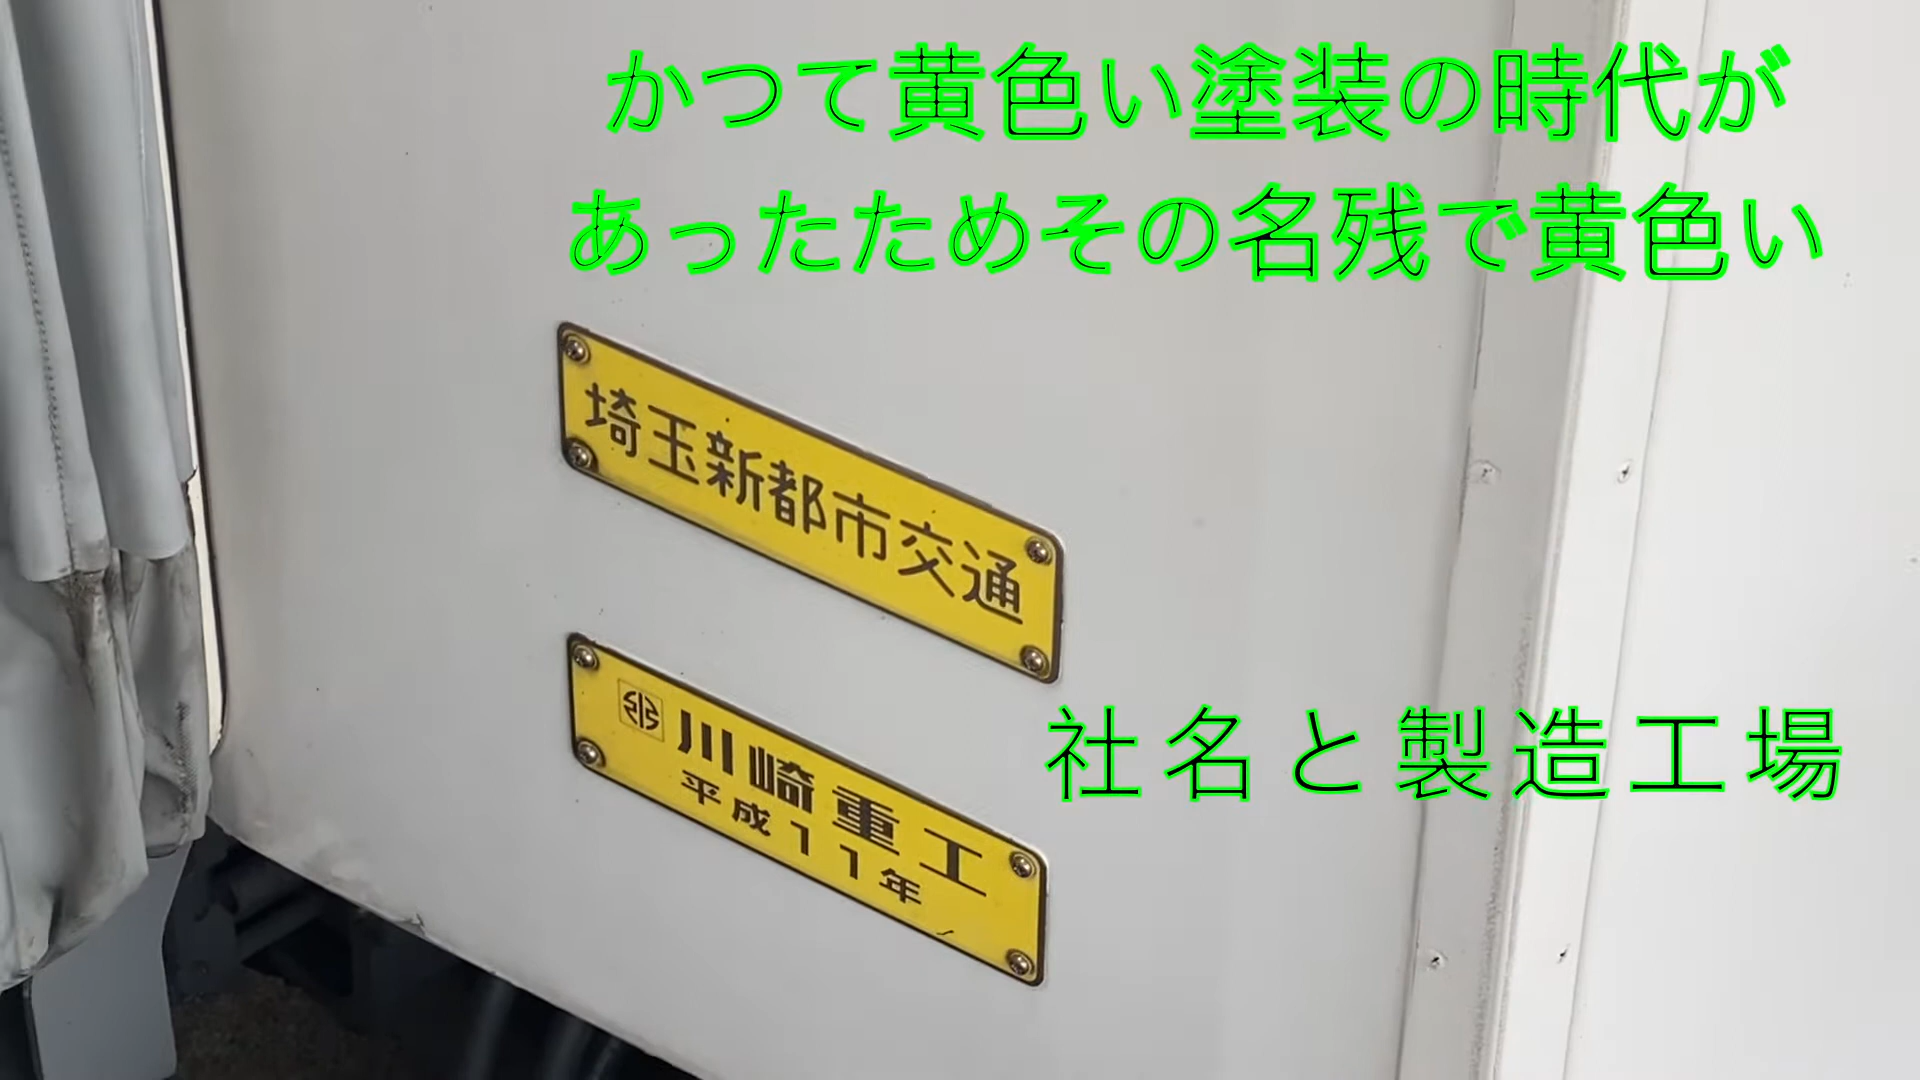 かつて黄色い塗装の時代が
あったためその名残で黄色い
埼玉新都市交通
社名と製造工場
川崎重工
平成11年